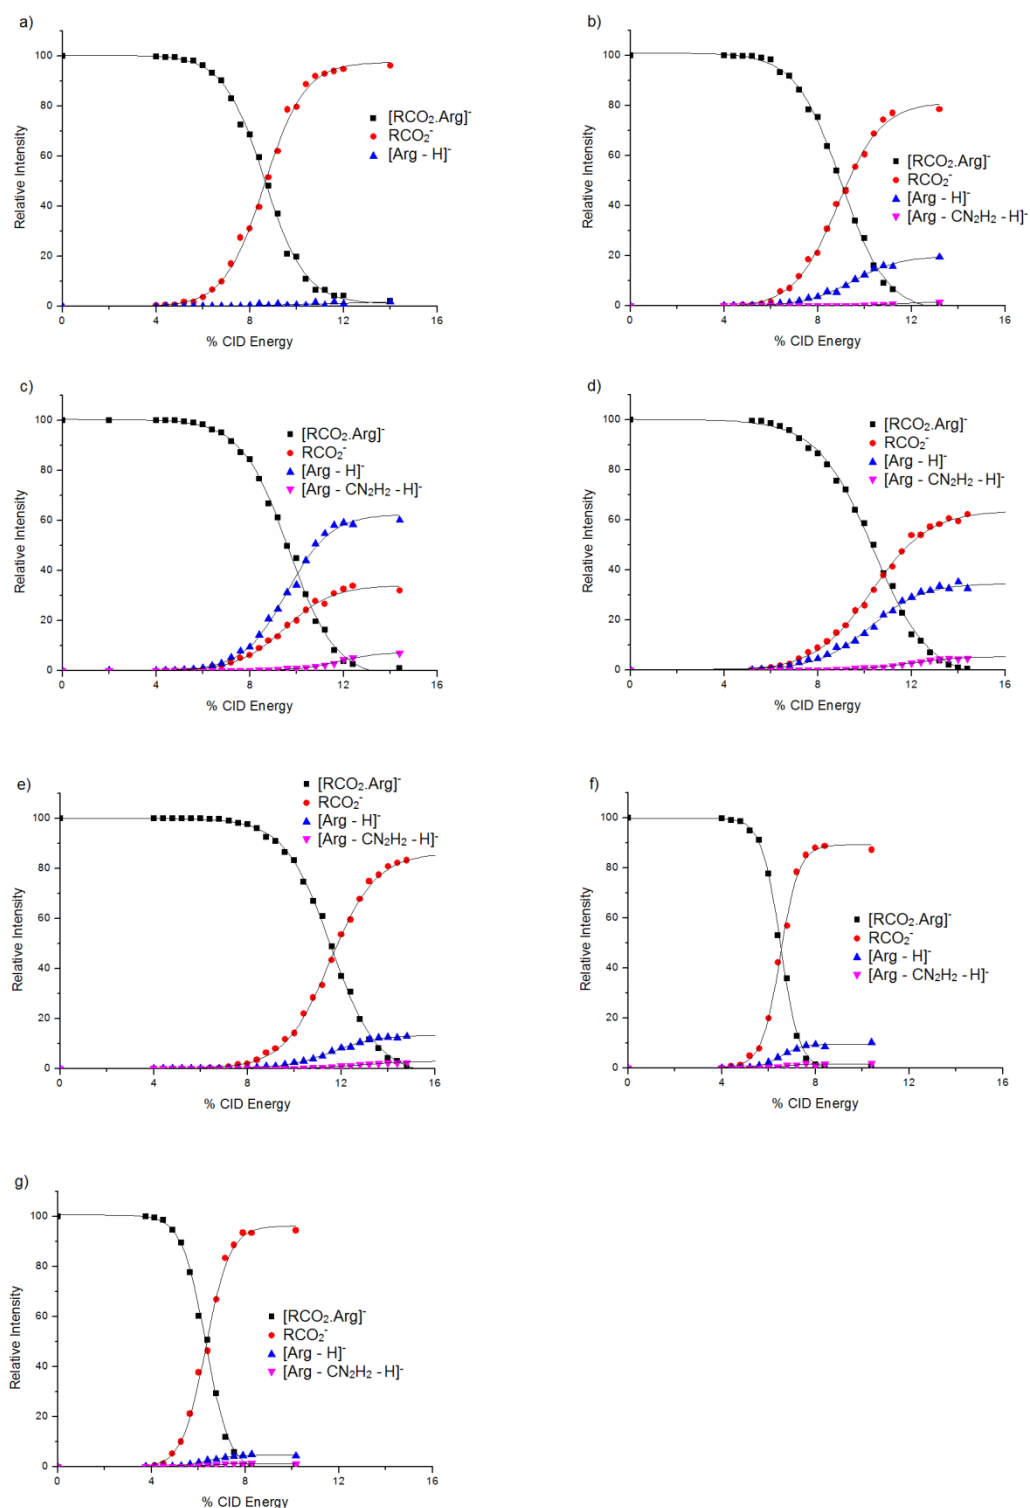 a)
100
80
60
40
20
0
Relative Intensity
[RCO₂.Arg]⁻
RCO₂⁻
[Arg - H]⁻
0 4 8 12 16
% CID Energy
b)
100
80
60
40
20
0
Relative Intensity
[RCO₂.Arg]⁻
RCO₂⁻
[Arg - H]⁻
[Arg - CN₂H₂ - H]⁻
0 4 8 12 16
% CID Energy
c)
100
80
60
40
20
0
Relative Intensity
[RCO₂.Arg]⁻
RCO₂⁻
[Arg - H]⁻
[Arg - CN₂H₂ - H]⁻
0 4 8 12 16
% CID Energy
d)
100
80
60
40
20
0
Relative Intensity
[RCO₂.Arg]⁻
RCO₂⁻
[Arg - H]⁻
[Arg - CN₂H₂ - H]⁻
0 4 8 12 16
% CID Energy
e)
100
80
60
40
20
0
Relative Intensity
[RCO₂.Arg]⁻
RCO₂⁻
[Arg - H]⁻
[Arg - CN₂H₂ - H]⁻
0 4 8 12 16
% CID Energy
f)
100
80
60
40
20
0
Relative Intensity
[RCO₂.Arg]⁻
RCO₂⁻
[Arg - H]⁻
[Arg - CN₂H₂ - H]⁻
0 4 8 12 16
% CID Energy
g)
100
80
60
40
20
0
Relative Intensity
[RCO₂.Arg]⁻
RCO₂⁻
[Arg - H]⁻
[Arg - CN₂H₂ - H]⁻
0 4 8 12 16
% CID Energy